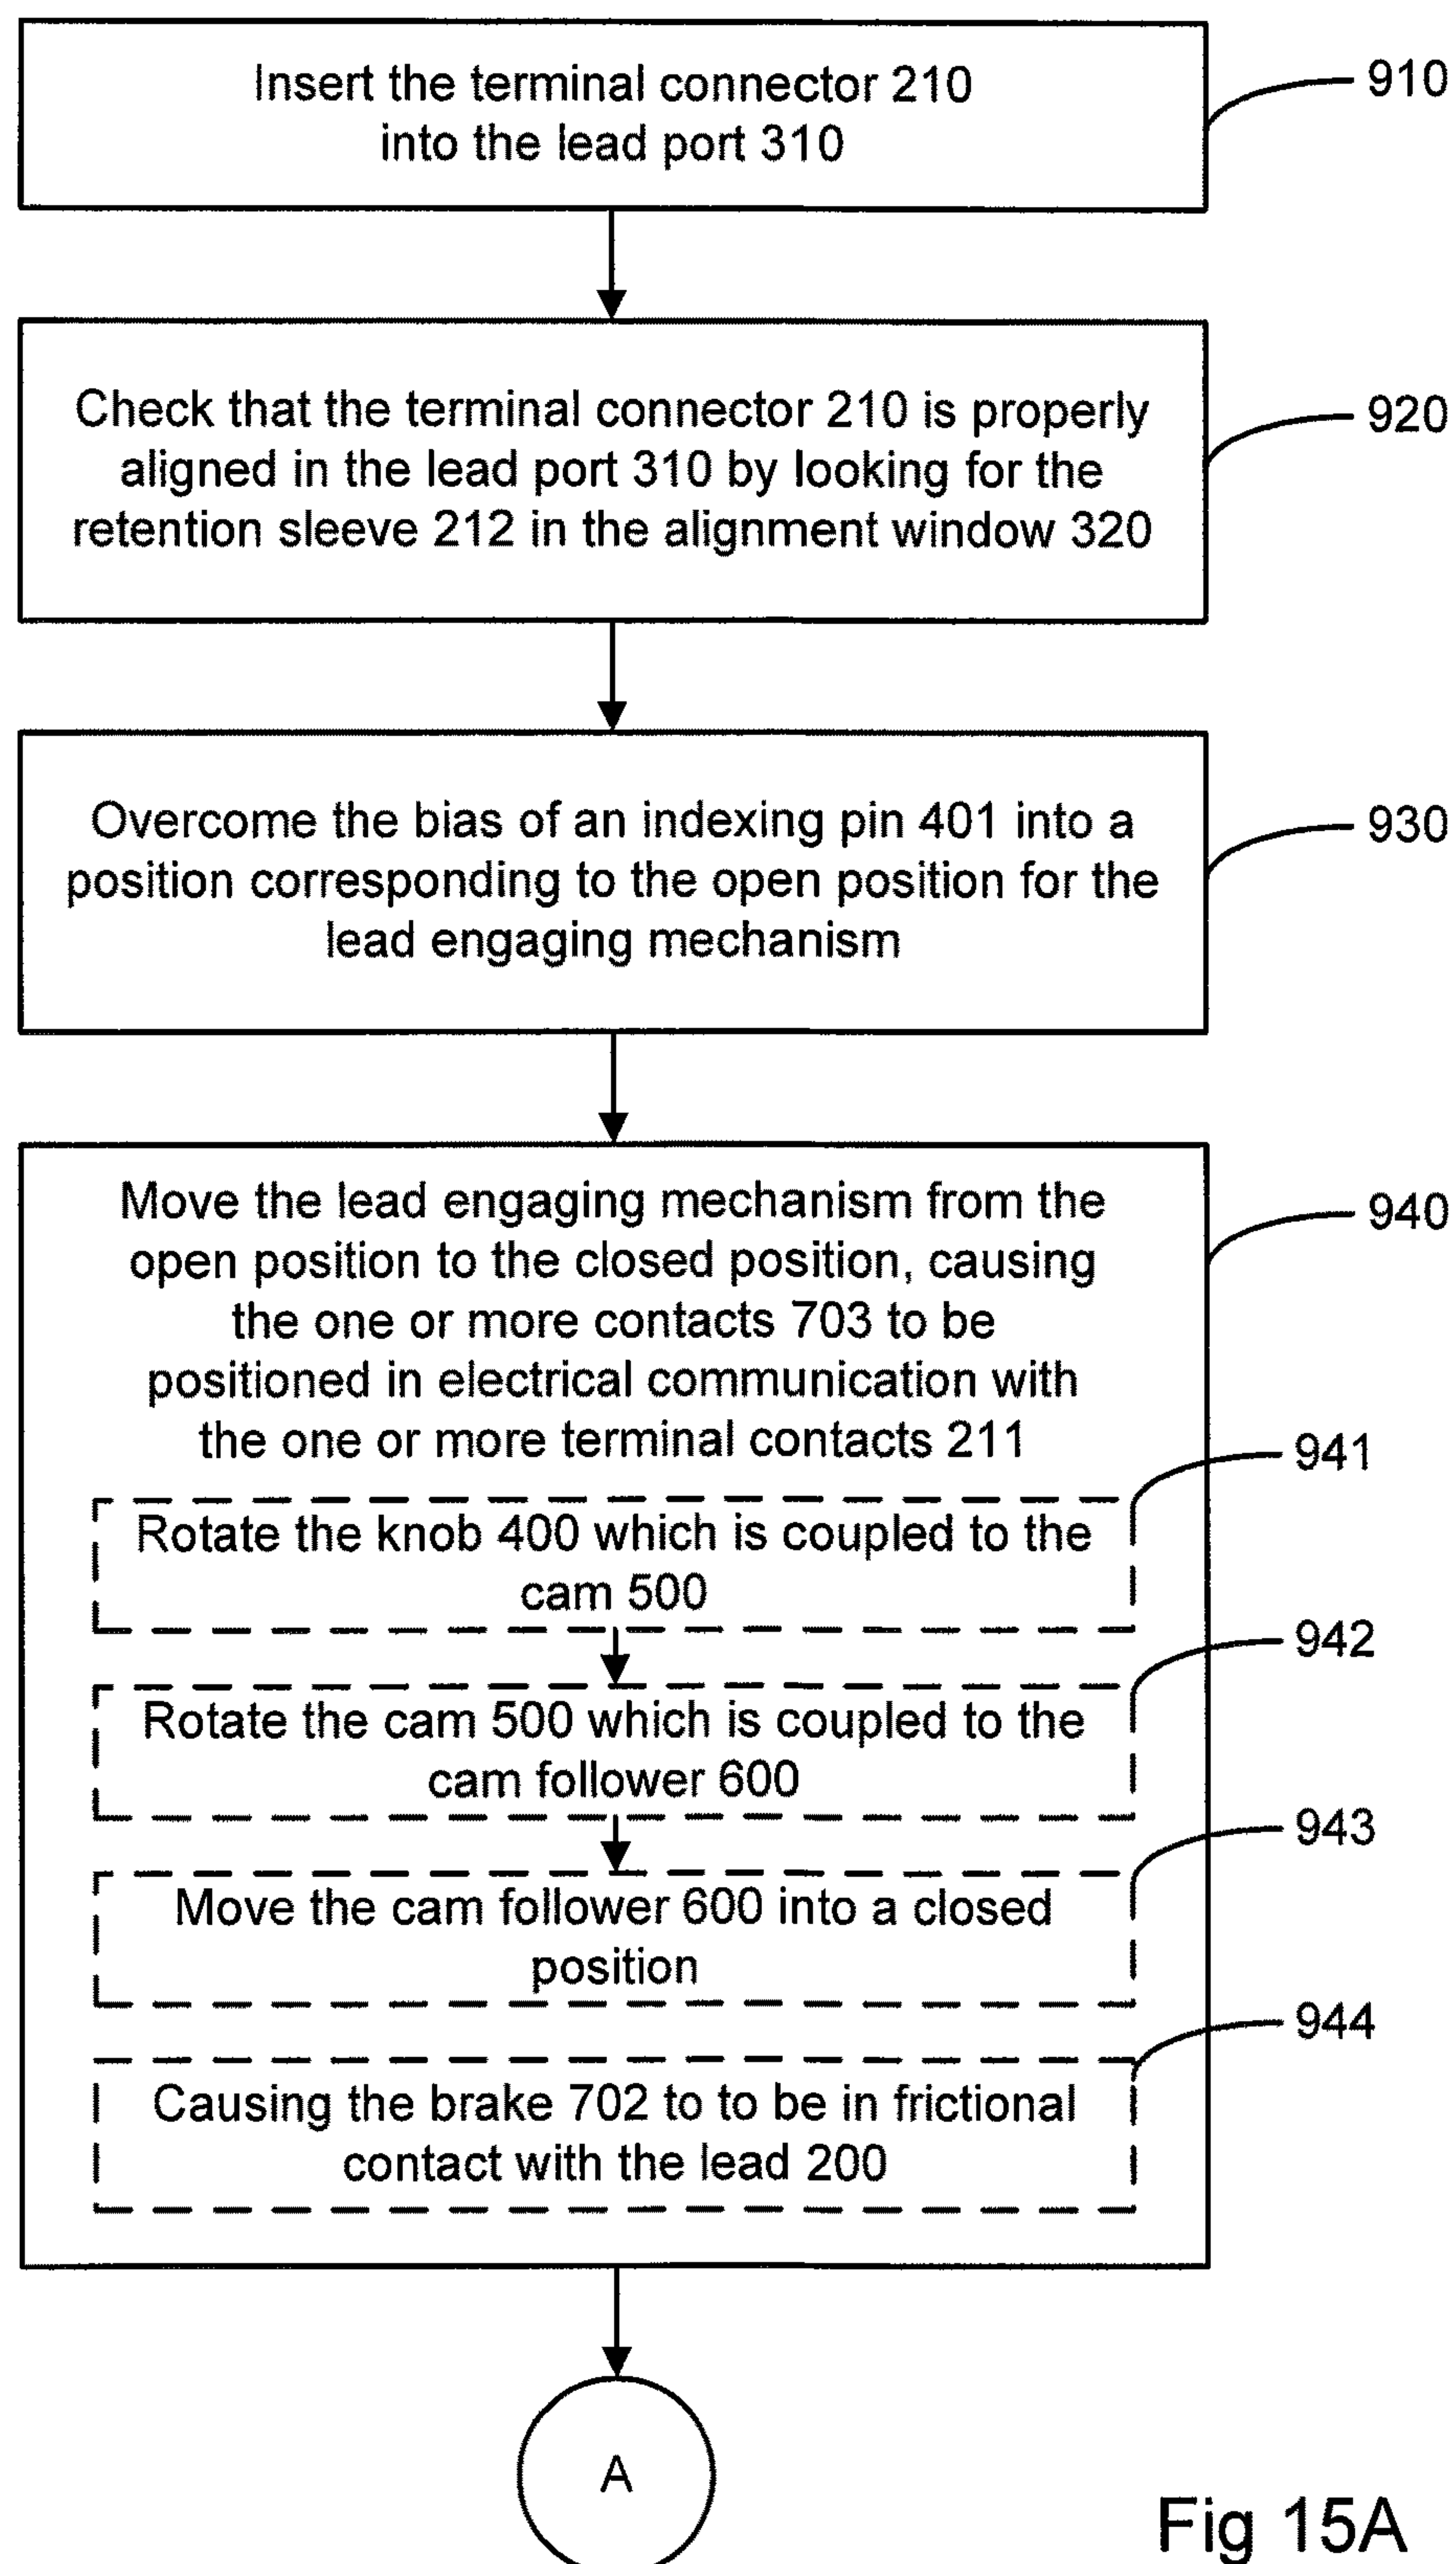 Insert the terminal connector 210
into the lead port 310
910
Check that the terminal connector 210 is properly
aligned in the lead port 310 by looking for the
retention sleeve 212 in the alignment window 320
920
Overcome the bias of an indexing pin 401 into a
position corresponding to the open position for the
lead engaging mechanism
930
Move the lead engaging mechanism from the
open position to the closed position, causing
the one or more contacts 703 to be
positioned in electrical communication with
the one or more terminal contacts 211
940
Rotate the knob 400 which is coupled to the
cam 500
941
Rotate the cam 500 which is coupled to the
cam follower 600
942
Move the cam follower 600 into a closed
position
943
Causing the brake 702 to to be in frictional
contact with the lead 200
944
A
Fig 15A